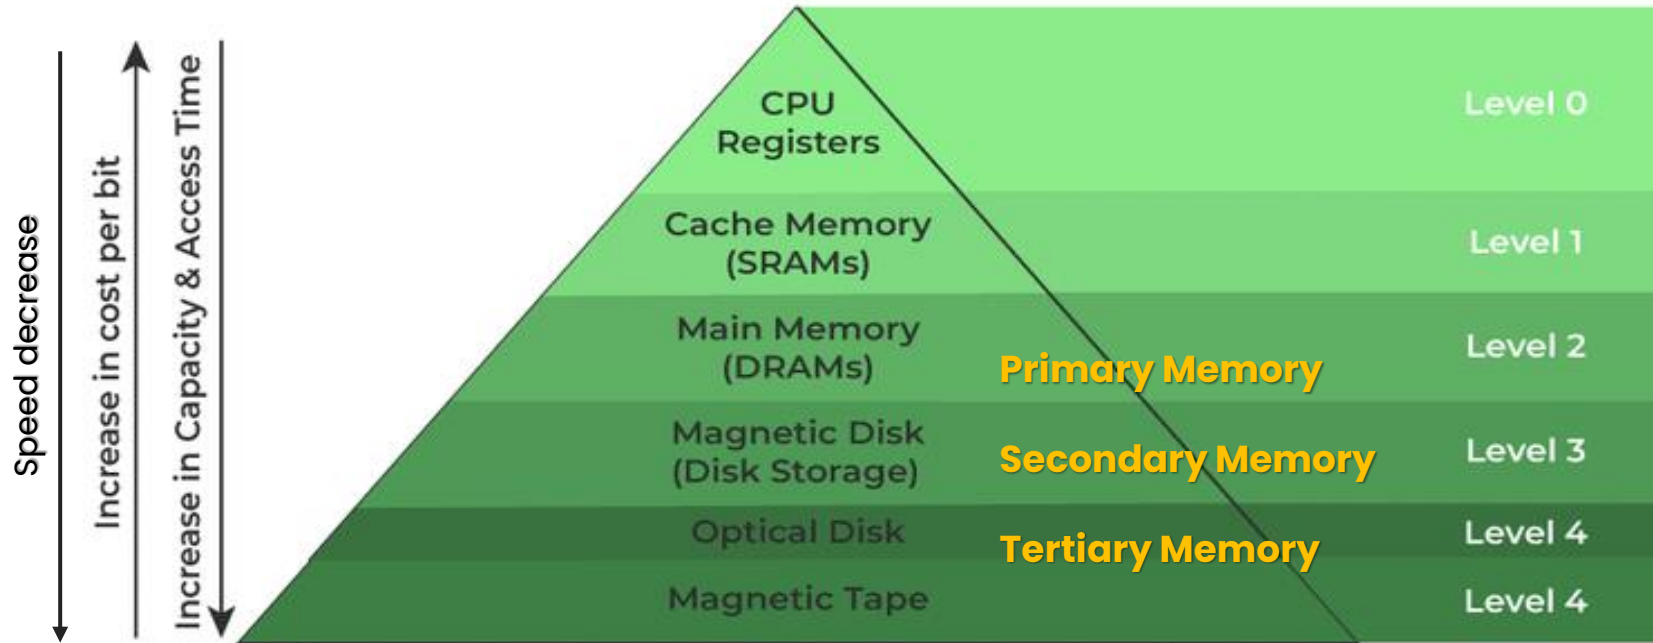 Speed decrease
Increase in cost per bit
Increase in Capacity & Access Time
CPU
Registers
Level 0
Cache Memory
(SRAMs)
Level 1
Main Memory
(DRAMs)
Primary Memory
Level 2
Magnetic Disk
(Disk Storage)
Secondary Memory
Level 3
Optical Disk
Tertiary Memory
Level 4
Magnetic Tape
Level 4